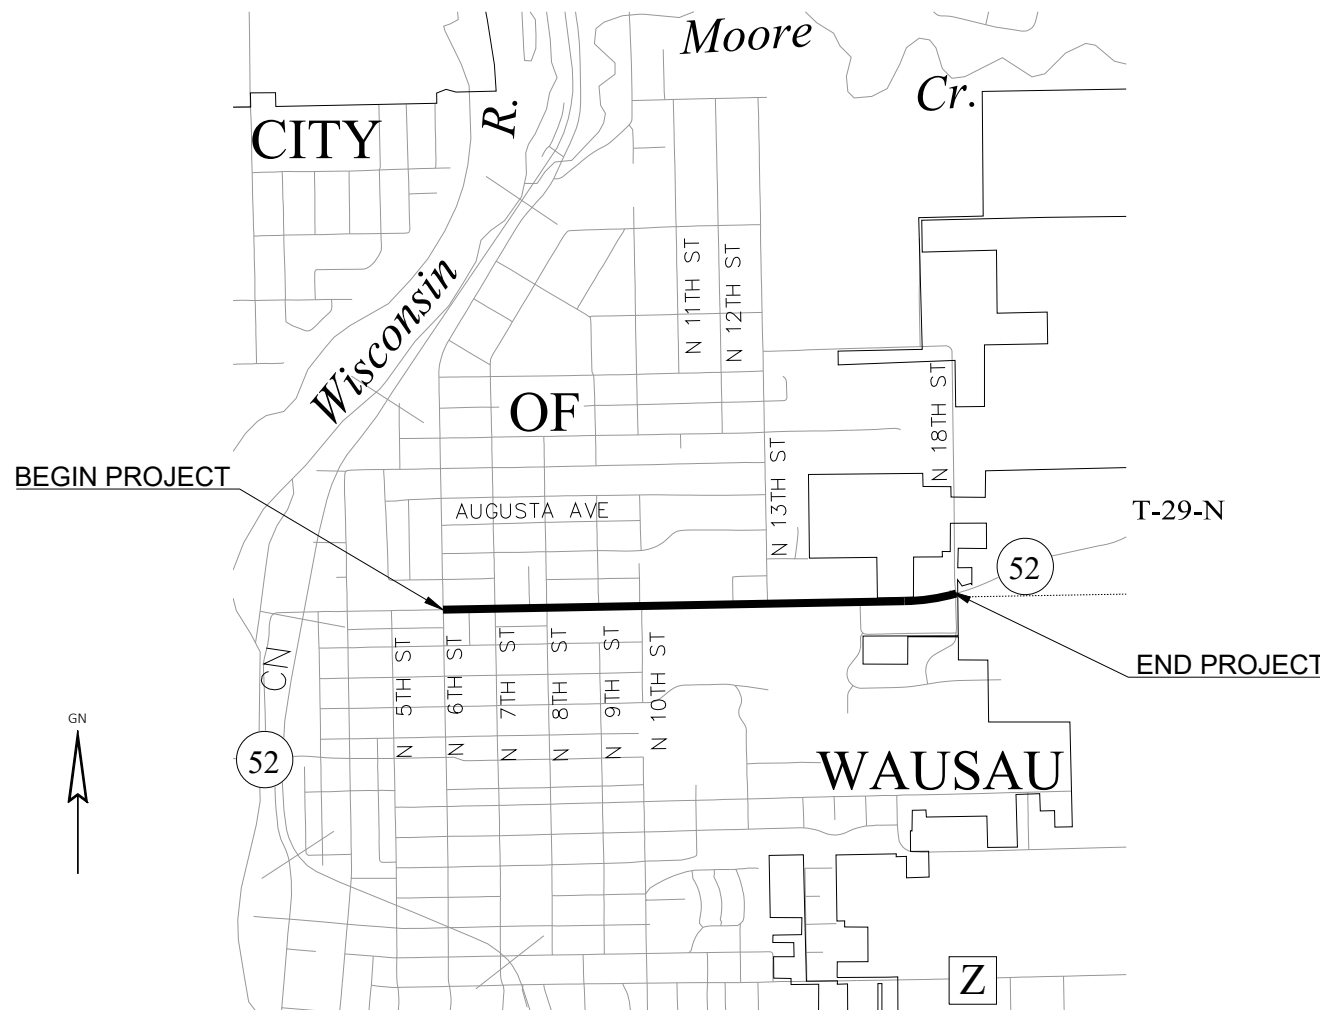 Moore
Cr.
R.
CITY
Wisconsin
N 11TH ST
N 12TH ST
OF
N 18TH ST
N 13TH ST
BEGIN PROJECT
AUGUSTA AVE
T-29-N
52
CN
N 5TH ST
N 6TH ST
N 7TH ST
N 8TH ST
N 9TH ST
N 10TH ST
END PROJECT
GN
52
WAUSAU
Z